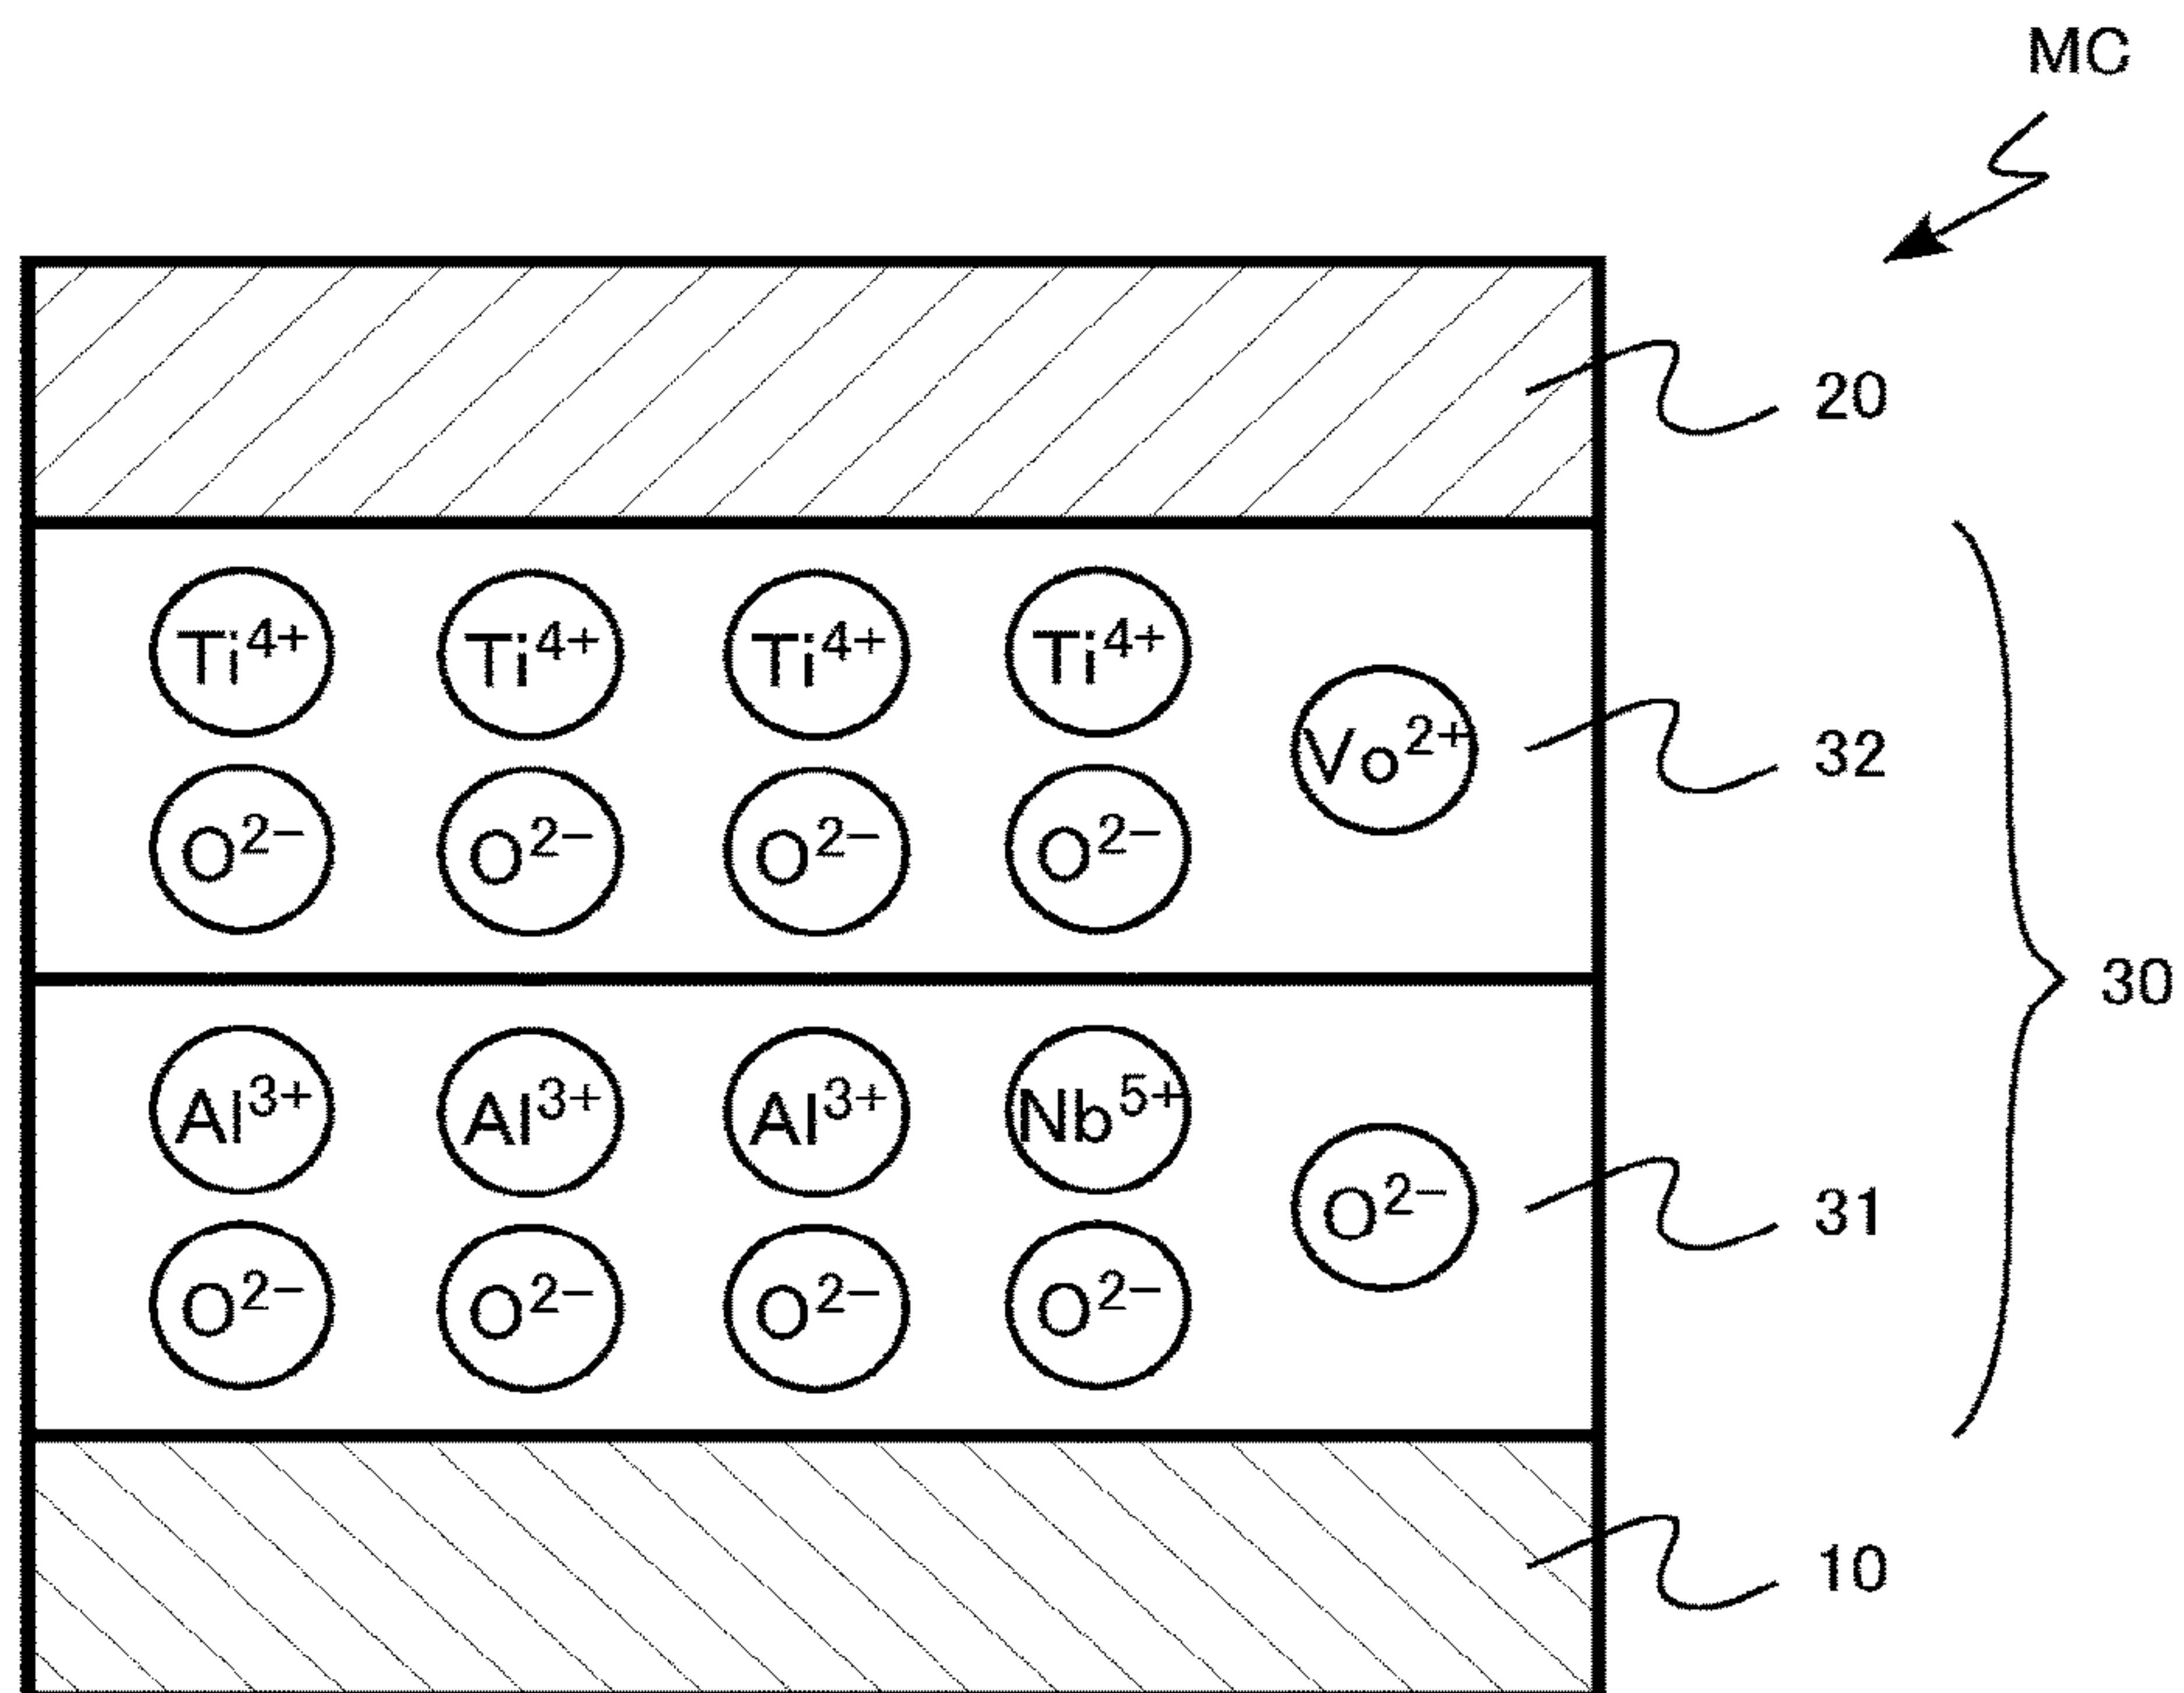 MC
20
Ti4+ Ti4+ Ti4+ Ti4+
Vo2+ 32
O2− O2− O2− O2−
30
Al3+ Al3+ Al3+ Nb5+
O2− 31
O2− O2− O2− O2−
10